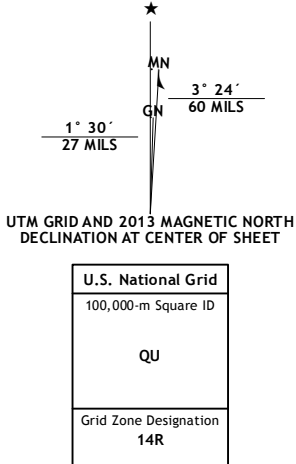 ★
MN
3° 24´
60 MILS
GN
1° 30´
27 MILS
UTM GRID AND 2013 MAGNETIC NORTH
DECLINATION AT CENTER OF SHEET
U.S. National Grid
100,000-m Square ID
QU
Grid Zone Designation
14R